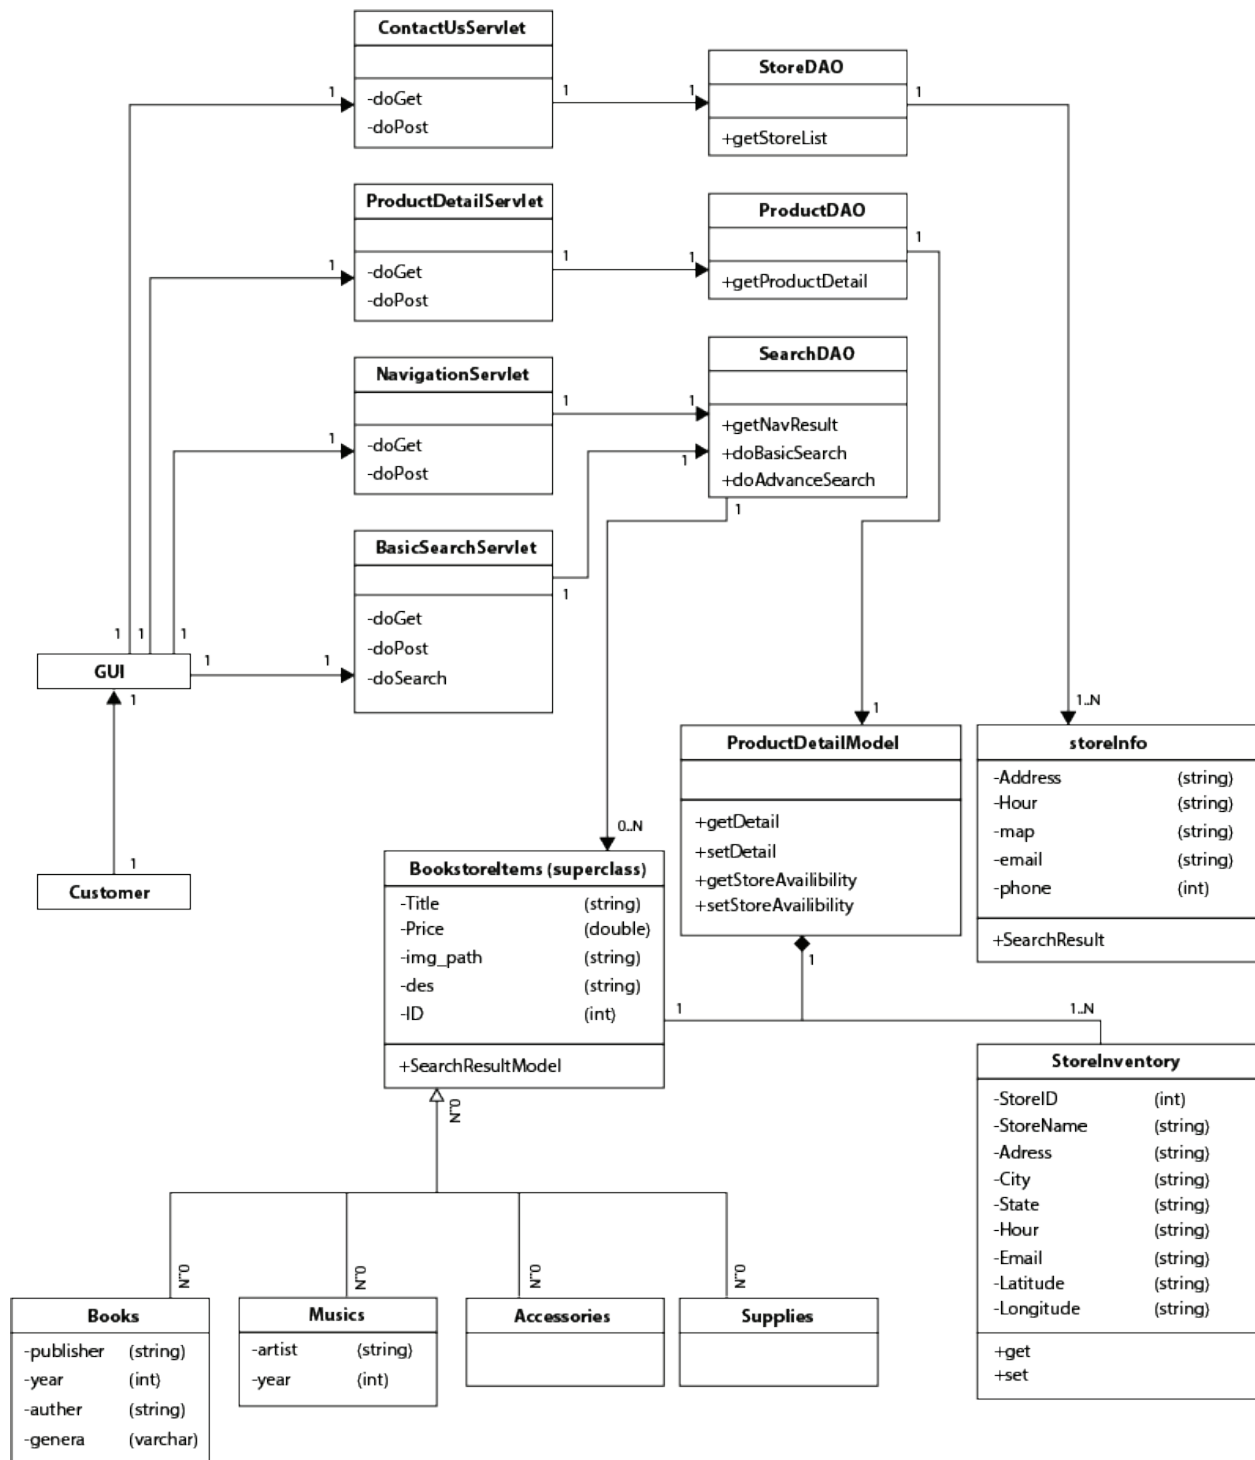 ContactUsServlet
-doGet
-doPost
1
1
1
StoreDAO
+getStoreList
1
ProductDetailServlet
-doGet
-doPost
1
1
1
ProductDAO
+getProductDetail
1
NavigationServlet
-doGet
-doPost
1
1
1
SearchDAO
+getNavResult
+doBasicSearch
+doAdvanceSearch
1
1
BasicSearchServlet
-doGet
-doPost
-doSearch
1
1 1 1
GUI
1
1
1
1
Customer
1
ProductDetailModel
+getDetail
+setDetail
+getStoreAvailibility
+setStoreAvailibility
1
1..N
storeInfo
-Address (string)
-Hour (string)
-map (string)
-email (string)
-phone (int)
+SearchResult
0..N
BookstoreItems (superclass)
-Title (string)
-Price (double)
-img_path (string)
-des (string)
-ID (int)
+SearchResultModel
1
1..N
StoreInventory
-StoreID (int)
-StoreName (string)
-Adress (string)
-City (string)
-State (string)
-Hour (string)
-Email (string)
-Latitude (string)
-Longitude (string)
+get
+set
0..N
0..N
0..N
0..N
0..N
Books
-publisher (string)
-year (int)
-auther (string)
-genera (varchar)
Musics
-artist (string)
-year (int)
Accessories
Supplies